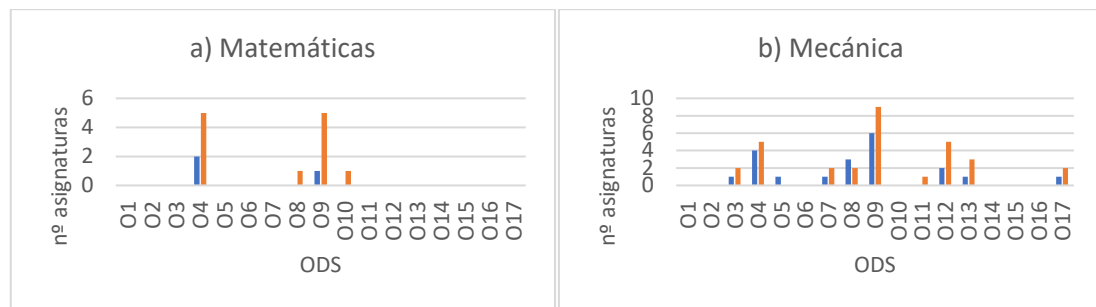 a) Matemáticas
nº asignaturas
6
4
2
0
O1
O2
O3
O4
O5
O6
O7
O8
O9
O10
O11
O12
O13
O14
O15
O16
O17
ODS
b) Mecánica
nº asignaturas
10
8
6
4
2
0
O1
O2
O3
O4
O5
O6
O7
O8
O9
O10
O11
O12
O13
O14
O15
O16
O17
ODS